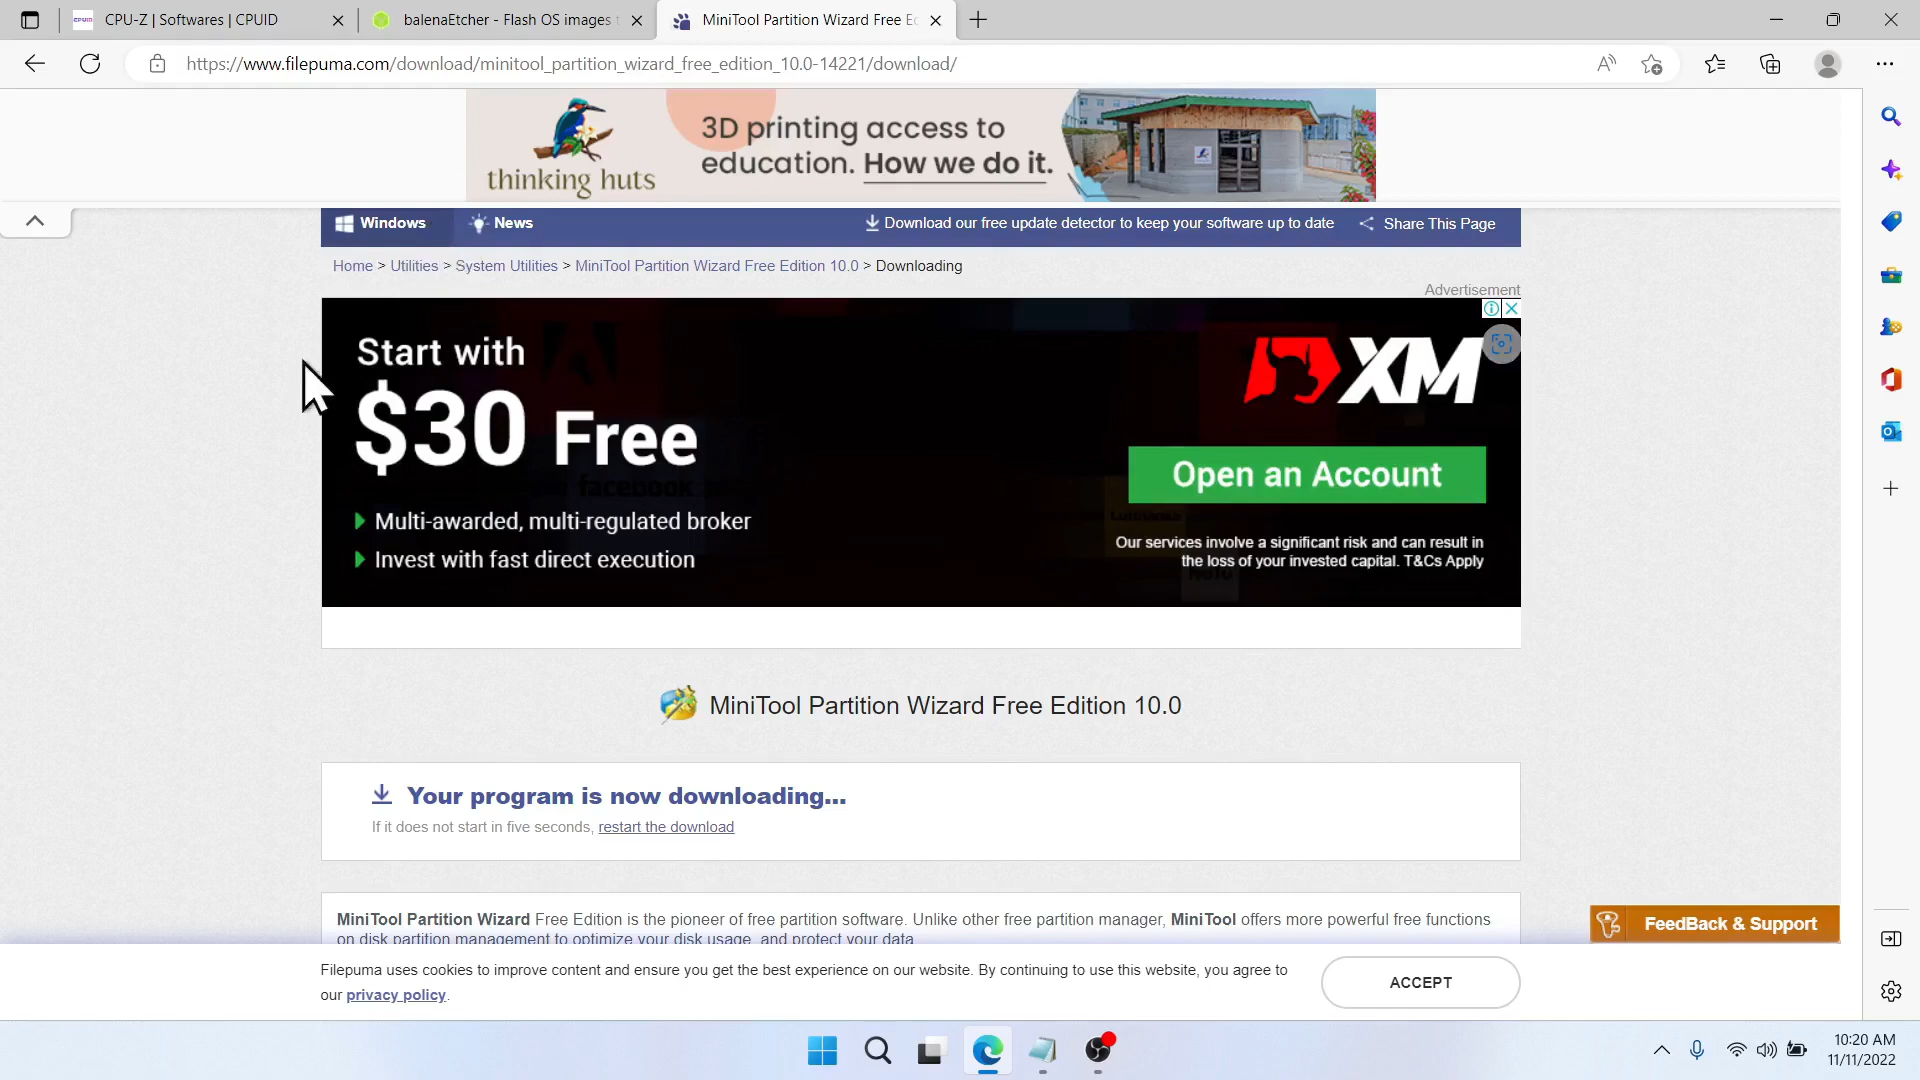 CPU-Z | Softwares | CPUID
balenaEtcher - Flash OS images
MiniTool Partition Wizard Free Ec
https://www.filepuma.com/download/minitool_partition_wizard_free_edition_10.0-14221/download/
thinking huts
3D printing access to
education. How we do it.
Windows
News
Download our free update detector to keep your software up to date
Share This Page
Home > Utilities > System Utilities > MiniTool Partition Wizard Free Edition 10.0 > Downloading
Advertisement
Start with
$30 Free
Multi-awarded, multi-regulated broker
Invest with fast direct execution
XM
Open an Account
Our services involve a significant risk and can result in
the loss of your invested capital. T&Cs Apply
MiniTool Partition Wizard Free Edition 10.0
Your program is now downloading...
If it does not start in five seconds, restart the download
MiniTool Partition Wizard Free Edition is the pioneer of free partition software. Unlike other free partition manager, MiniTool offers more powerful free functions
on disk partition management to optimize your disk usage, and protect your data
FeedBack & Support
Filepuma uses cookies to improve content and ensure you get the best experience on our website. By continuing to use this website, you agree to
our privacy policy.
ACCEPT
10:20 AM
11/11/2022